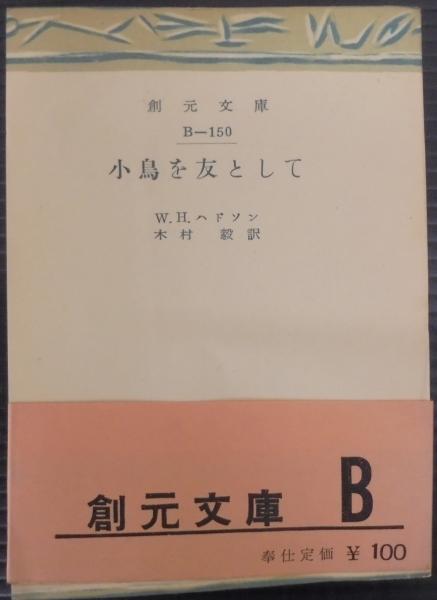 創元文庫
B—150
小鳥を友として
W.H.ハドソン
木村 毅訳
創元文庫 B
奉仕定価 ¥100